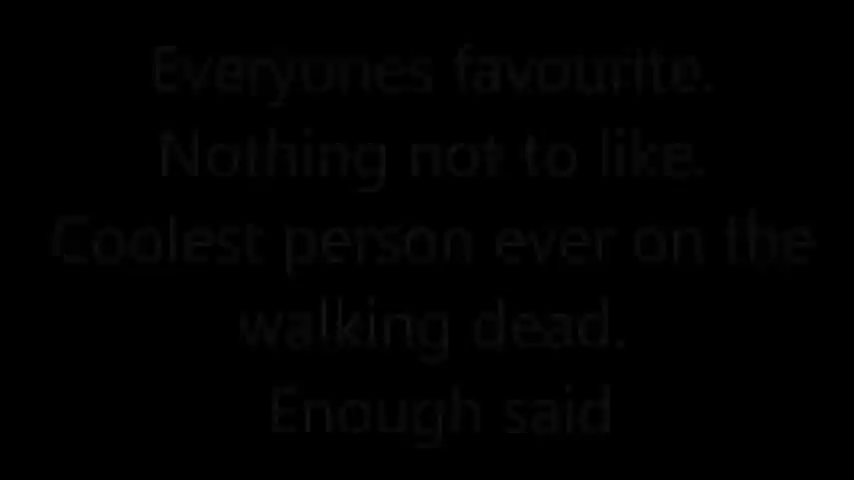 Everyones favourite.
Nothing not to like.
Coolest person ever on the
walking dead.
Enough said